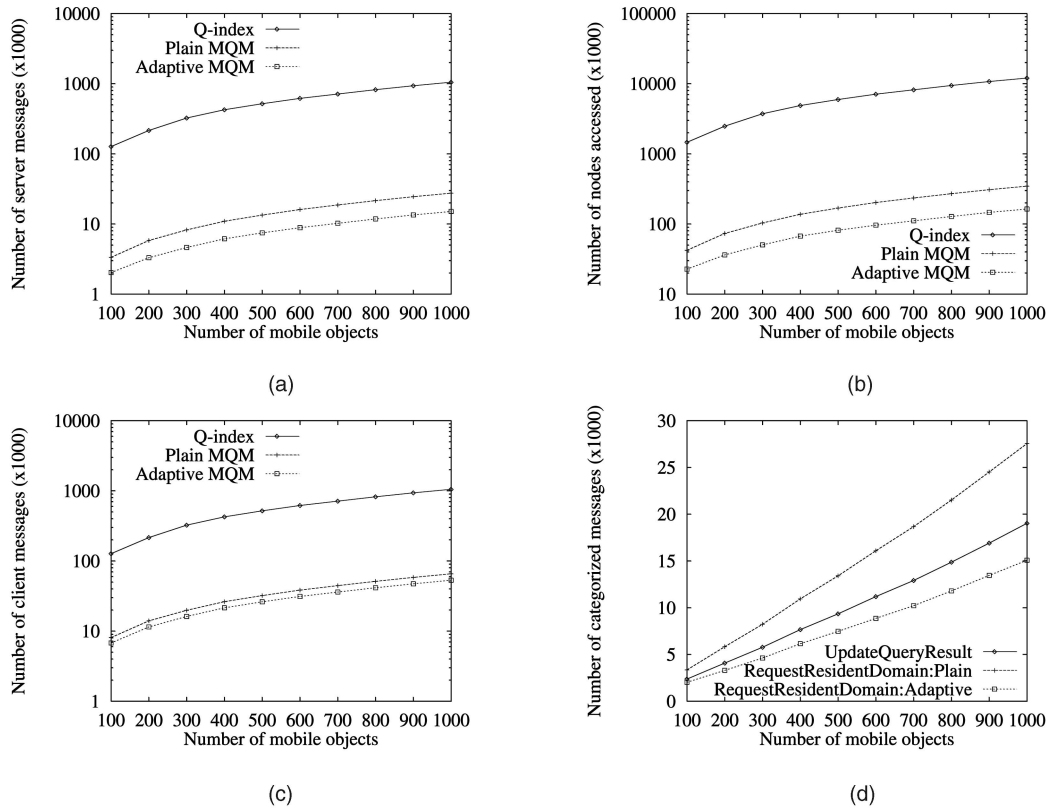 10000
1000
100
10
1
Number of server messages (x1000)
Q-index
Plain MQM
Adaptive MQM
100 200 300 400 500 600 700 800 900 1000
Number of mobile objects
(a)
100000
10000
1000
100
10
Number of nodes accessed (x1000)
Q-index
Plain MQM
Adaptive MQM
100 200 300 400 500 600 700 800 900 1000
Number of mobile objects
(b)
10000
1000
100
10
1
Number of client messages (x1000)
Q-index
Plain MQM
Adaptive MQM
100 200 300 400 500 600 700 800 900 1000
Number of mobile objects
(c)
30
25
20
15
10
5
0
Number of categorized messages (x1000)
UpdateQueryResult
RequestResidentDomain:Plain
RequestResidentDomain:Adaptive
100 200 300 400 500 600 700 800 900 1000
Number of mobile objects
(d)